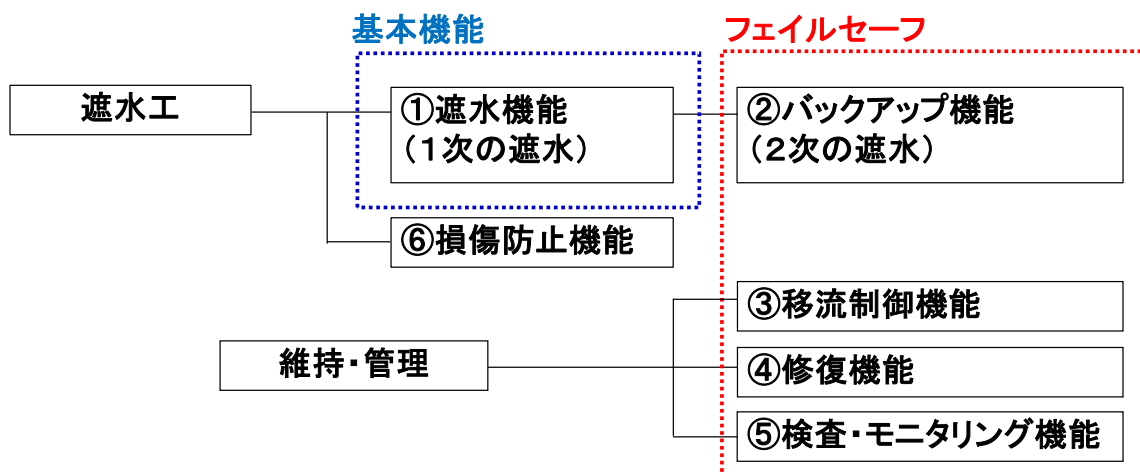 基本機能
フェイルセーフ
遮水工
①遮水機能
（１次の遮水）
②バックアップ機能
（２次の遮水）
⑥損傷防止機能
③移流制御機能
維持・管理
④修復機能
⑤検査・モニタリング機能